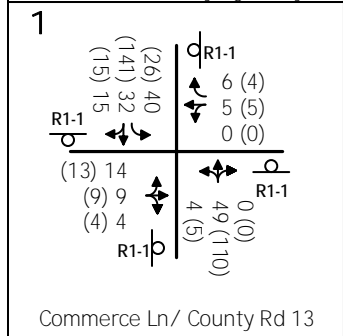 1
(15) 15
(141) 32
(26) 40
R1-1
6 (4)
5 (5)
0 (0)
R1-1
(13) 14
(9) 9
(4) 4
R1-1
4 (5)
49 (110)
0 (0)
R1-1
Commerce Ln/ County Rd 13